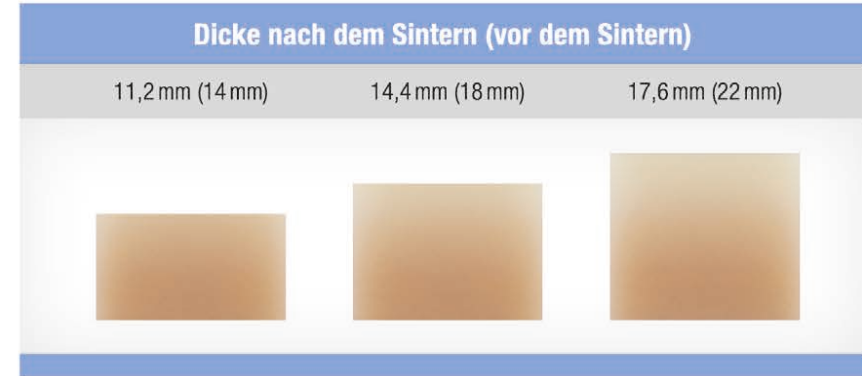 Dicke nach dem Sintern (vor dem Sintern)
11,2 mm (14 mm) 14,4 mm (18 mm) 17,6 mm (22 mm)